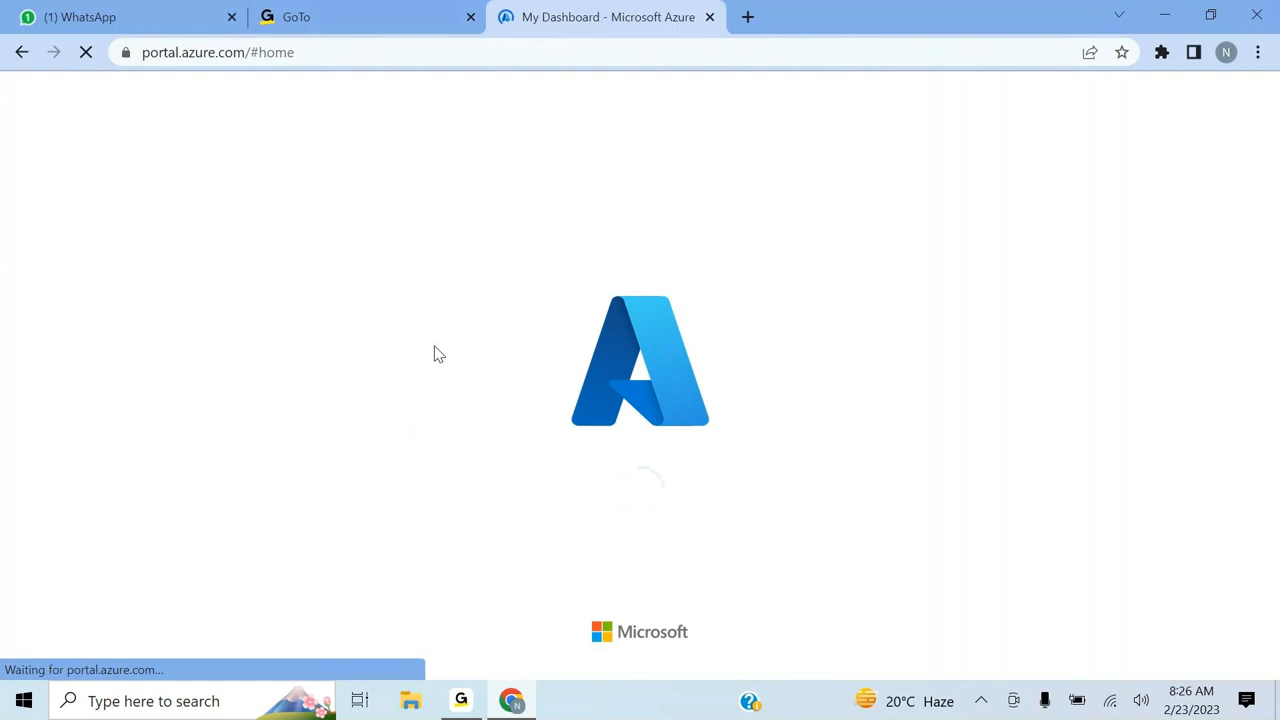 (1) WhatsApp
GoTo
My Dashboard - Microsoft Azure
portal.azure.com/#home
N
Microsoft
Waiting for portal.azure.com...
Type here to search
20°C Haze
8:26 AM
2/23/2023